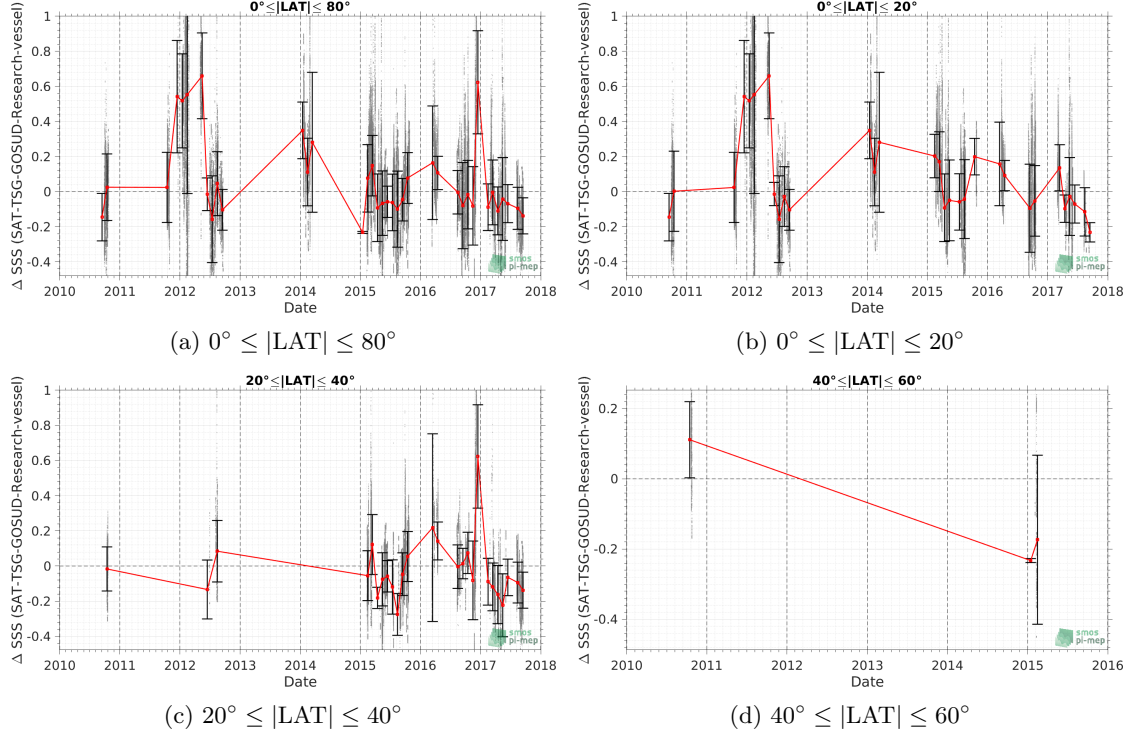 0°≤|LAT|≤ 80°
Δ SSS (SAT-TSG-GOSUD-Research-vessel)
1
0.8
0.6
0.4
0.2
0
-0.2
-0.4
2010 2011 2012 2013 2014 2015 2016 2017 2018
Date
smos
pi-mep
(a) 0° ≤ |LAT| ≤ 80°
0°≤|LAT|≤ 20°
Δ SSS (SAT-TSG-GOSUD-Research-vessel)
1
0.8
0.6
0.4
0.2
0
-0.2
-0.4
2010 2011 2012 2013 2014 2015 2016 2017 2018
Date
smos
pi-mep
(b) 0° ≤ |LAT| ≤ 20°
20°≤|LAT|≤ 40°
Δ SSS (SAT-TSG-GOSUD-Research-vessel)
1
0.8
0.6
0.4
0.2
0
-0.2
-0.4
2010 2011 2012 2013 2014 2015 2016 2017 2018
Date
smos
pi-mep
(c) 20° ≤ |LAT| ≤ 40°
40°≤|LAT|≤ 60°
Δ SSS (SAT-TSG-GOSUD-Research-vessel)
0.2
0
-0.2
-0.4
2010 2011 2012 2013 2014 2015 2016
Date
smos
pi-mep
(d) 40° ≤ |LAT| ≤ 60°